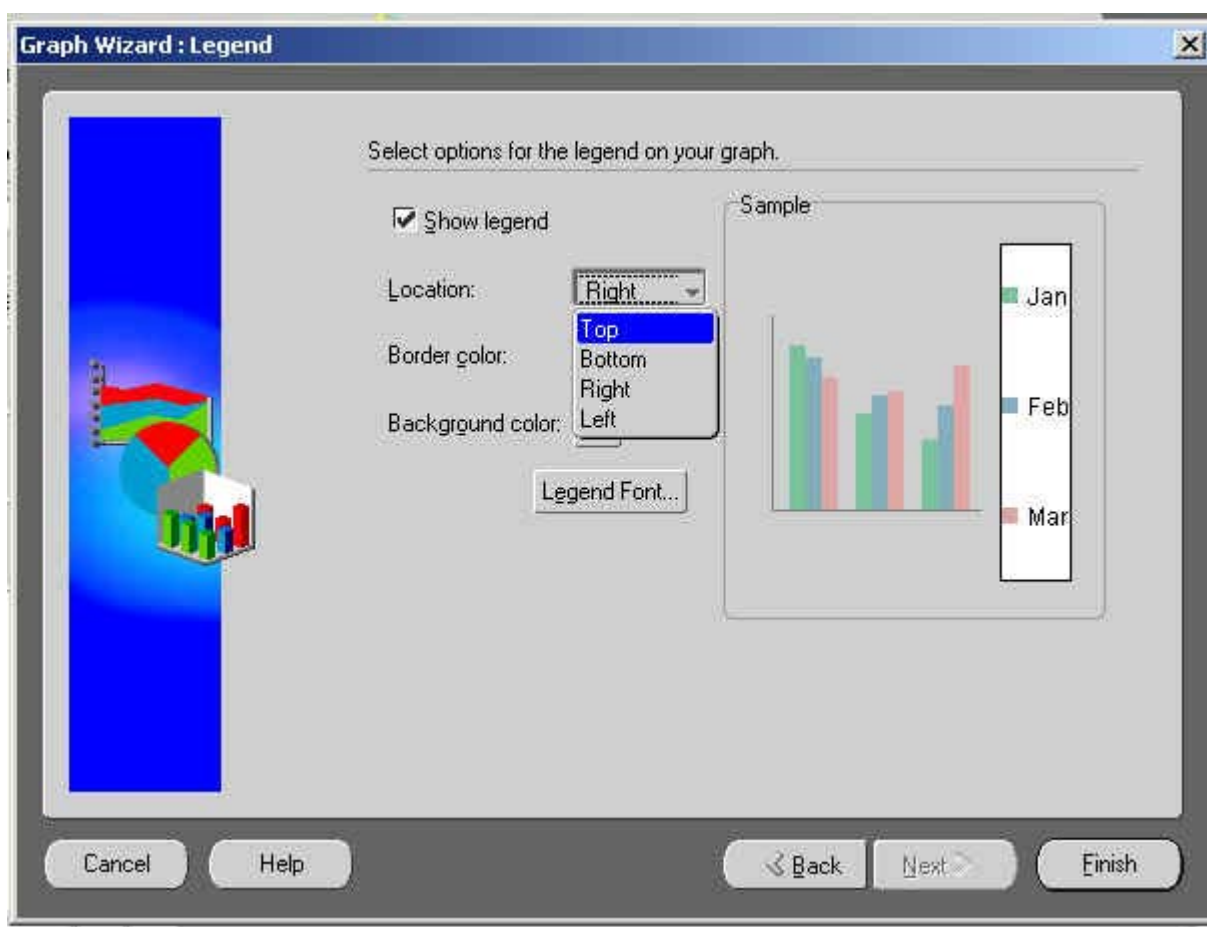 Graph Wizard : Legend
Select options for the legend on your graph.
Show legend
Location:
Right
Top
Bottom
Right
Left
Border color:
Background color:
Legend Font...
Sample
Jan
Feb
Mar
Cancel
Help
Back
Next
Finish